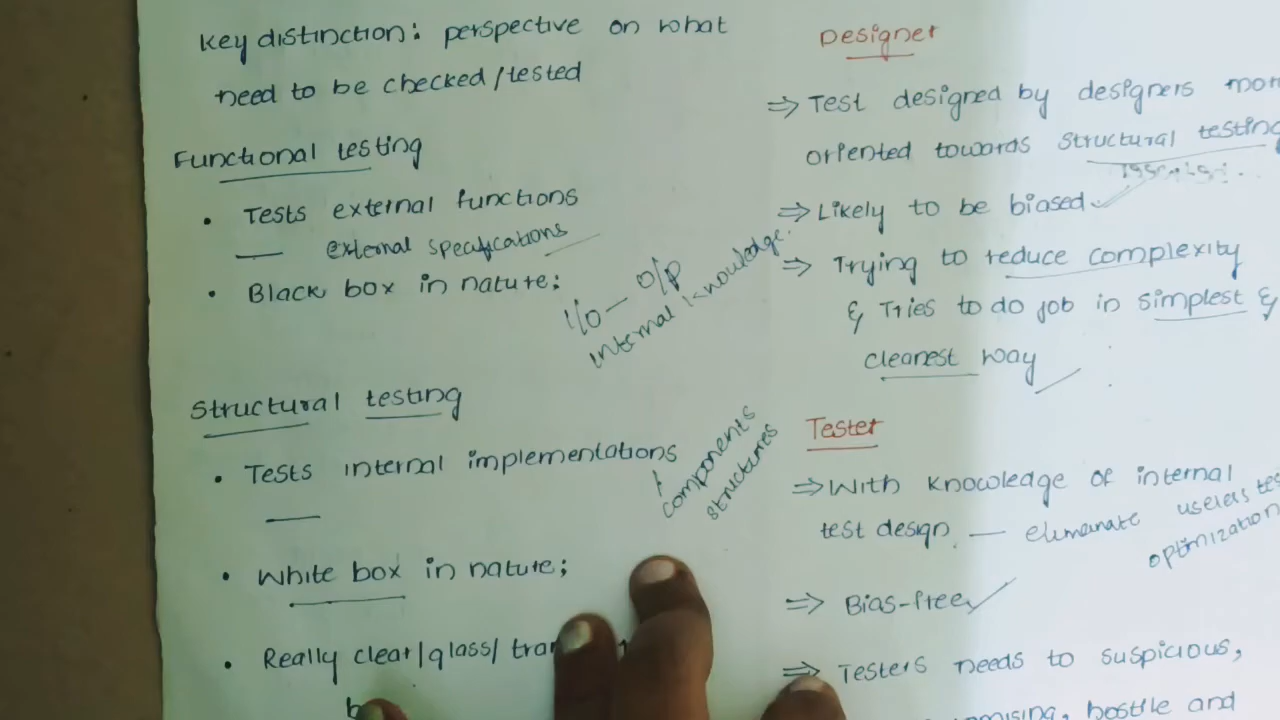 Key distinction: perspective on what
need to be checked/tested
Functional testing
• Tests external functions
— external specifications
• Black box in nature:
i/o — o/p
internal knowledge.
Structural testing
• Tests internal implementations
components
structures
• White box in nature;
• Really clear/glass/
Designer
⇒ Test designed by designers
oriented towards structural testing
⇒ Likely to be biased
⇒ Trying to reduce complexity
& Tries to do job in simplest &
cleanest way
Tester
⇒ With knowledge of internal
test design. —
optimization
⇒ Bias-free
⇒ Testers needs to suspicious,
hostile and